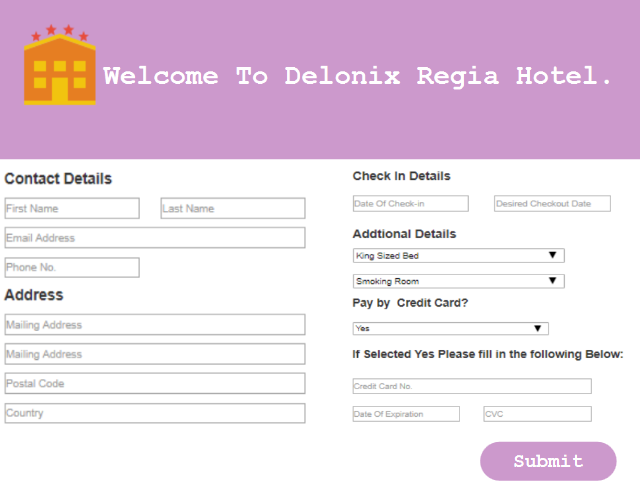 Welcome To Delonix Regia Hotel.
Contact Details
First Name
Last Name
Email Address
Phone No.
Address
Mailing Address
Mailing Address
Postal Code
Country
Check In Details
Date Of Check-in
Desired Checkout Date
Addtional Details
King Sized Bed
Smoking Room
Pay by Credit Card?
Yes
If Selected Yes Please fill in the following Below:
Credit Card No.
Date Of Expiration
CVC
Submit